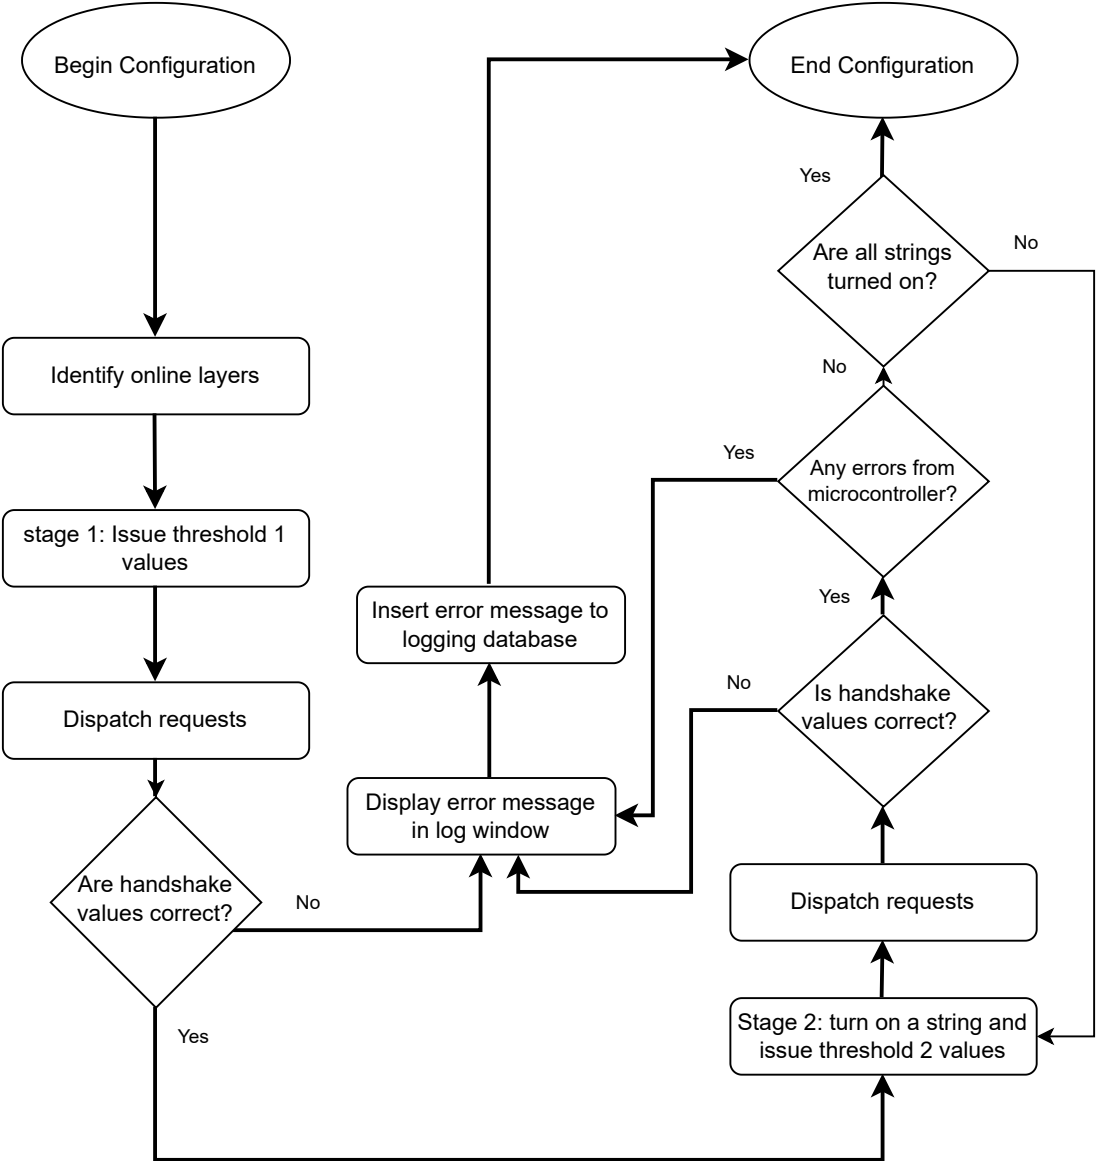 Begin Configuration
End Configuration
Yes
Are all strings
turned on?
No
Identify online layers
No
Yes
Any errors from
microcontroller?
stage 1: Issue threshold 1
values
Insert error message to
logging database
Yes
Is handshake
values correct?
No
Dispatch requests
Display error message
in log window
Are handshake
values correct?
No
Dispatch requests
Stage 2: turn on a string and
issue threshold 2 values
Yes